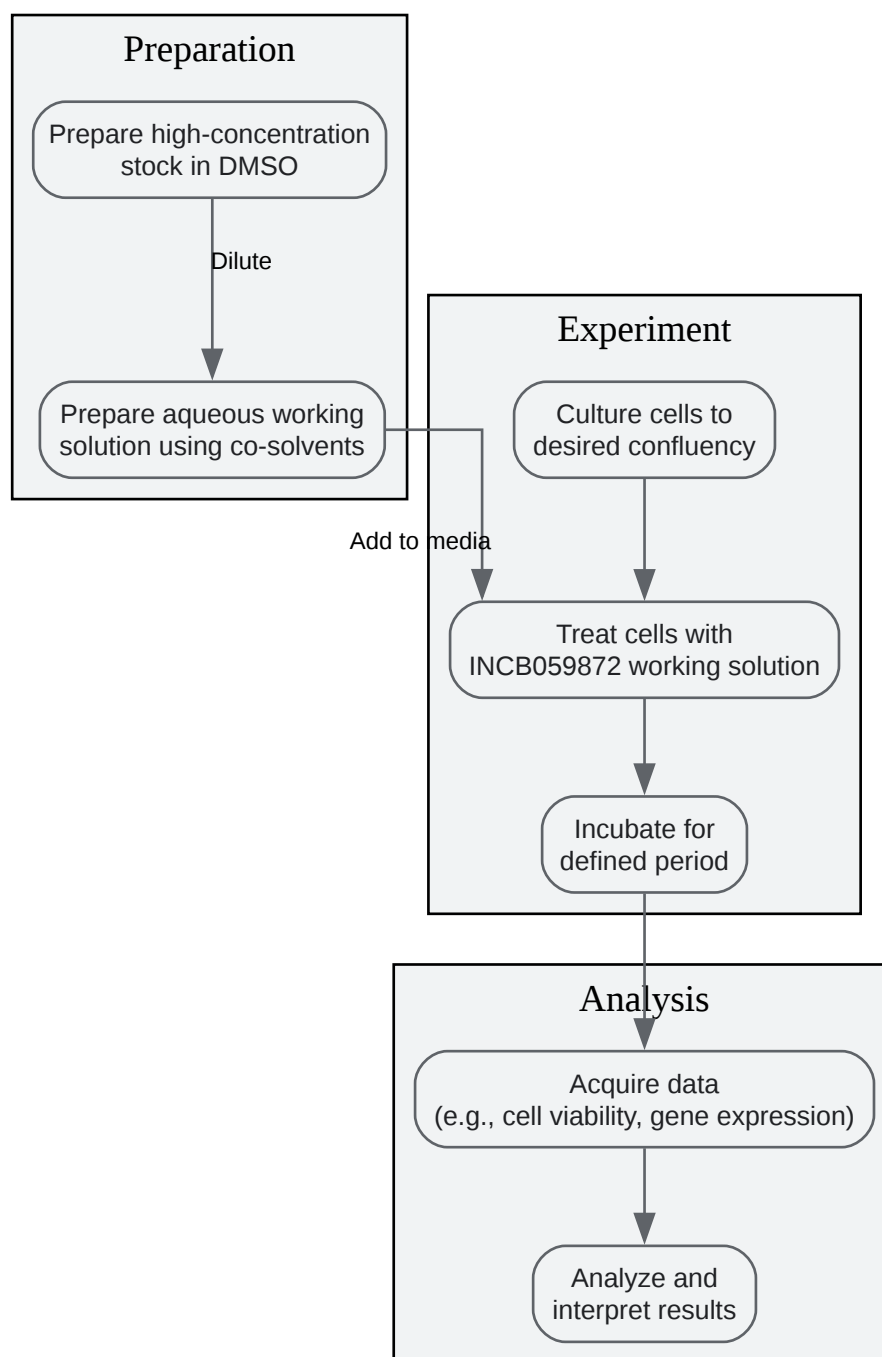 Preparation
Prepare high-concentration
stock in DMSO
Dilute
Prepare aqueous working
solution using co-solvents
Add to media
Experiment
Culture cells to
desired confluency
Treat cells with
INCB059872 working solution
Incubate for
defined period
Analysis
Acquire data
(e.g., cell viability, gene expression)
Analyze and
interpret results